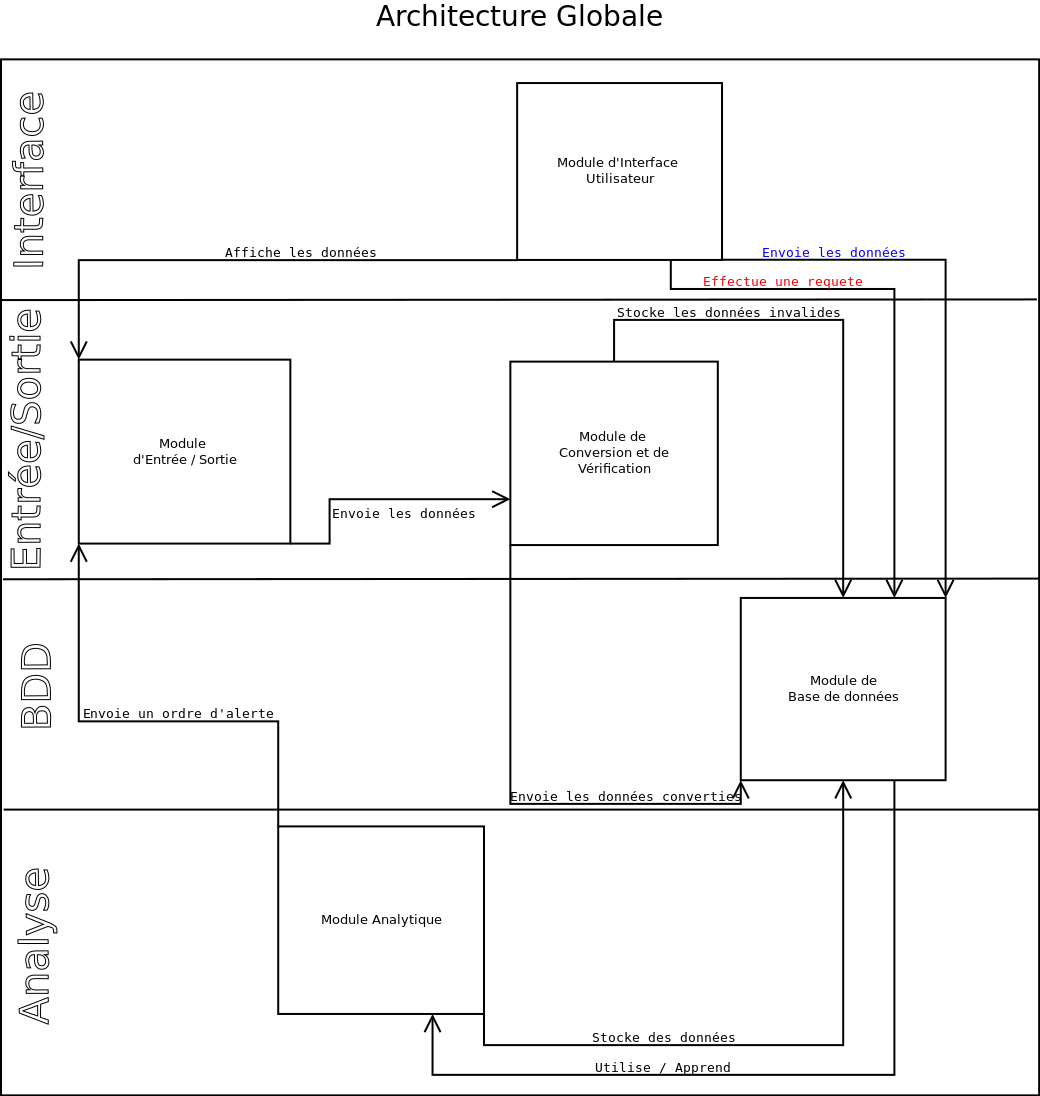 Architecture Globale
Interface
Module d'Interface
Utilisateur
Affiche les données
Envoie les données
Effectue une requete
Entrée/Sortie
Stocke les données invalides
Module
d'Entrée / Sortie
Module de
Conversion et de
Vérification
Envoie les données
BDD
Module de
Base de données
Envoie un ordre d'alerte
Envoie les données converties
Analyse
Module Analytique
Stocke des données
Utilise / Apprend